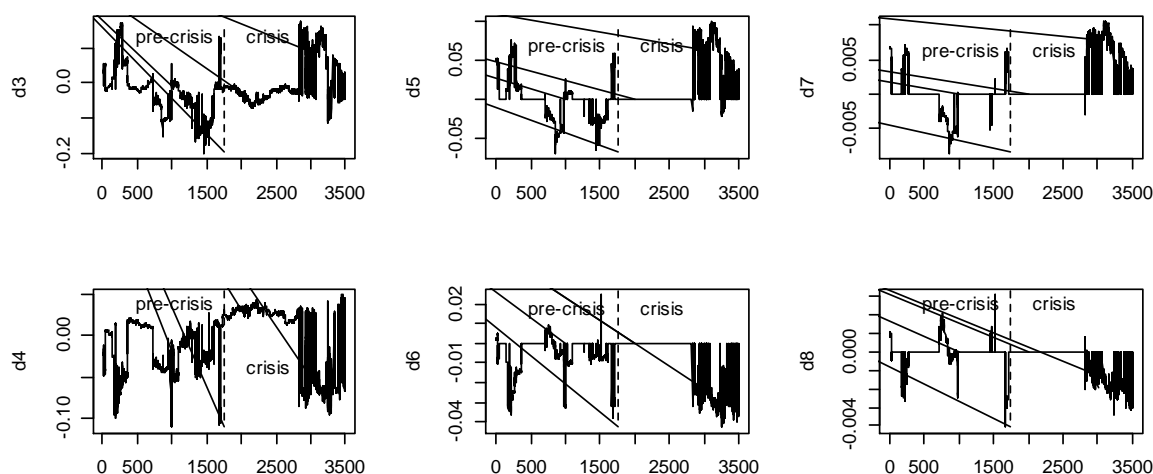 pre-crisis crisis
d3
0.0
-0.2
0 500 1500 2500 3500
pre-crisis crisis
d5
0.05
-0.05
0 500 1500 2500 3500
pre-crisis crisis
d7
0.005
-0.005
0 500 1500 2500 3500
pre-crisis
crisis
d4
0.00
-0.10
0 500 1500 2500 3500
pre-crisis crisis
d6
0.02
-0.01
-0.04
0 500 1500 2500 3500
pre-crisis crisis
d8
0.000
-0.004
0 500 1500 2500 3500